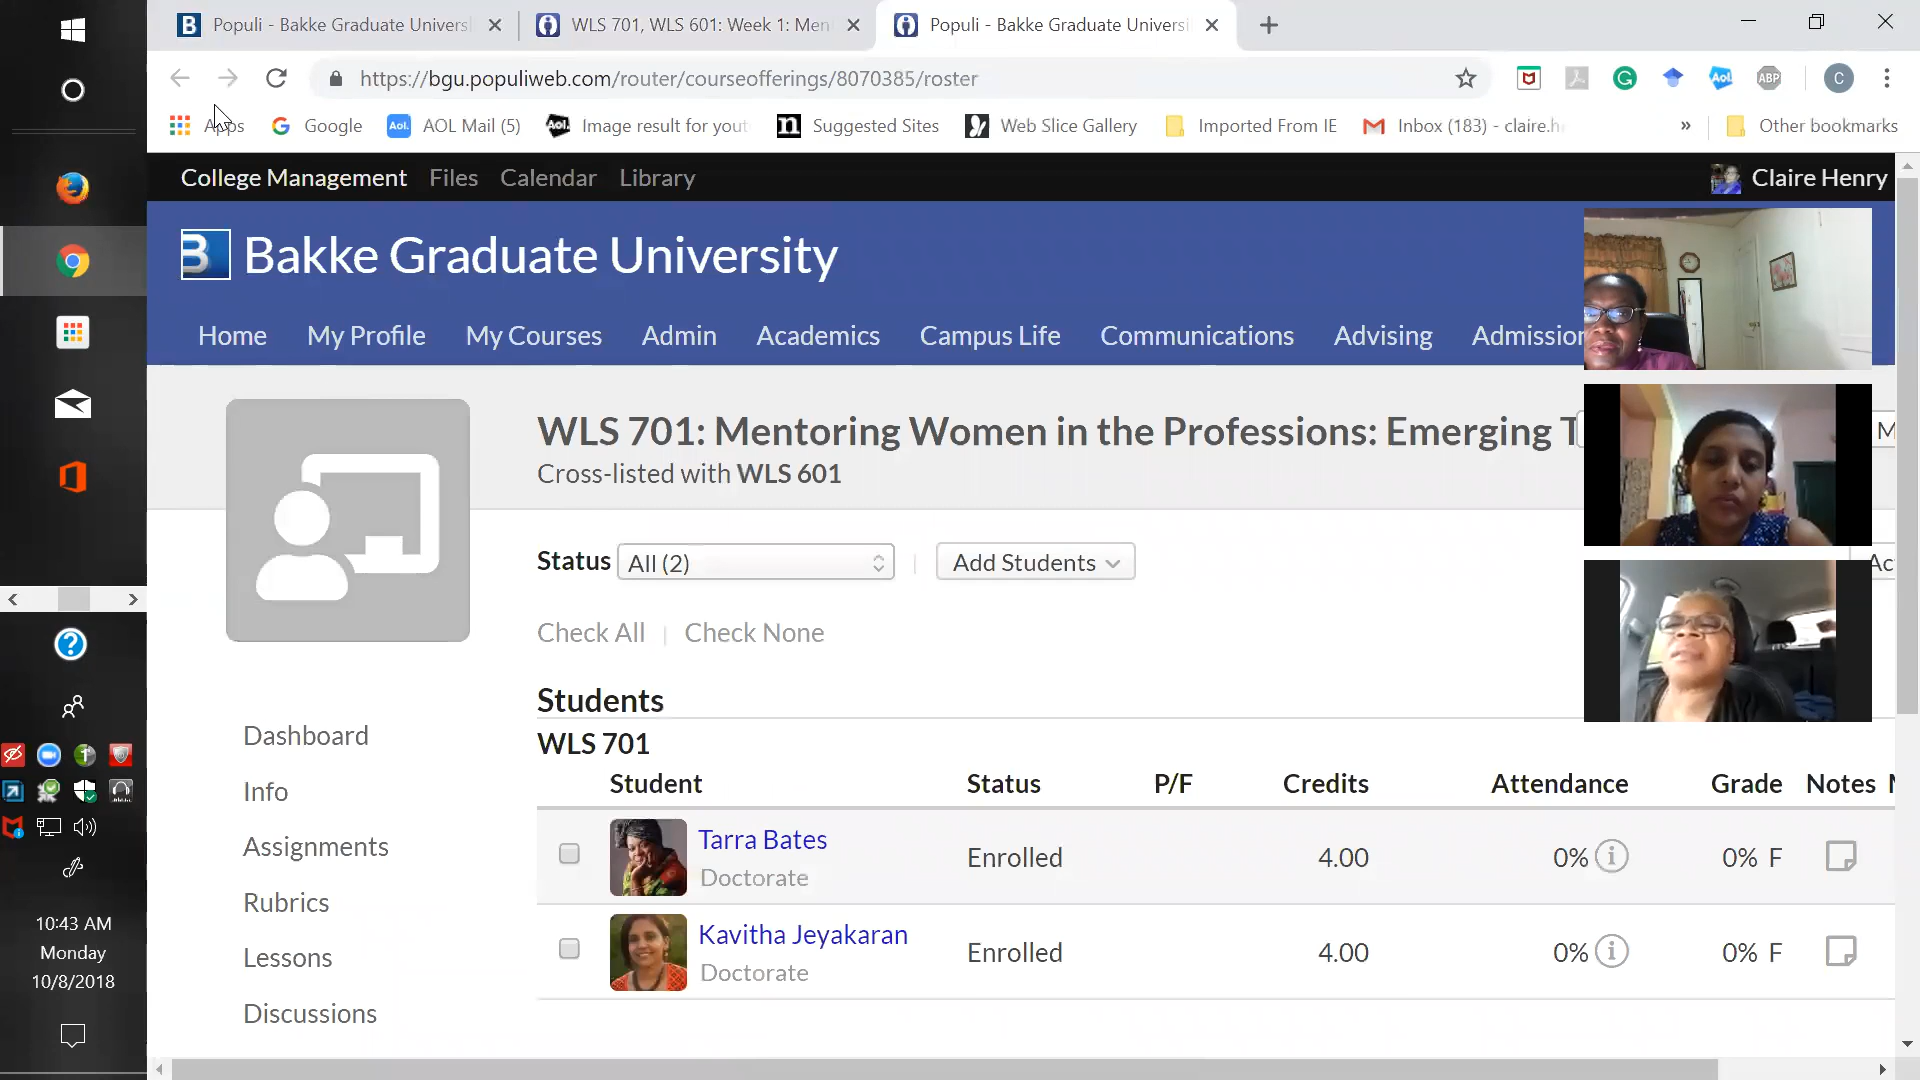 Populi - Bakke Graduate Universi
WLS 701, WLS 601: Week 1: Men
Populi - Bakke Graduate Universi
https://bgu.populiweb.com/router/courseofferings/8070385/roster
ABP
C
Apps
Google
Aol.
AOL Mail (5)
Aol.
Image result for yout
n
Suggested Sites
Web Slice Gallery
Imported From IE
Inbox (183) - claire.h
»
Other bookmarks
College Management
Files
Calendar
Library
Claire Henry
B
Bakke Graduate University
Home
My Profile
My Courses
Admin
Academics
Campus Life
Communications
Advising
Admission
WLS 701: Mentoring Women in the Professions: Emerging T
M
Cross-listed with WLS 601
Status
All (2)
Add Students
Ac
Check All
Check None
Students
WLS 701
Student
Status
P/F
Credits
Attendance
Grade
Notes
Tarra Bates
Doctorate
Enrolled
4.00
0%
0% F
Kavitha Jeyakaran
Doctorate
Enrolled
4.00
0%
0% F
Dashboard
Info
Assignments
Rubrics
Lessons
Discussions
10:43 AM
Monday
10/8/2018